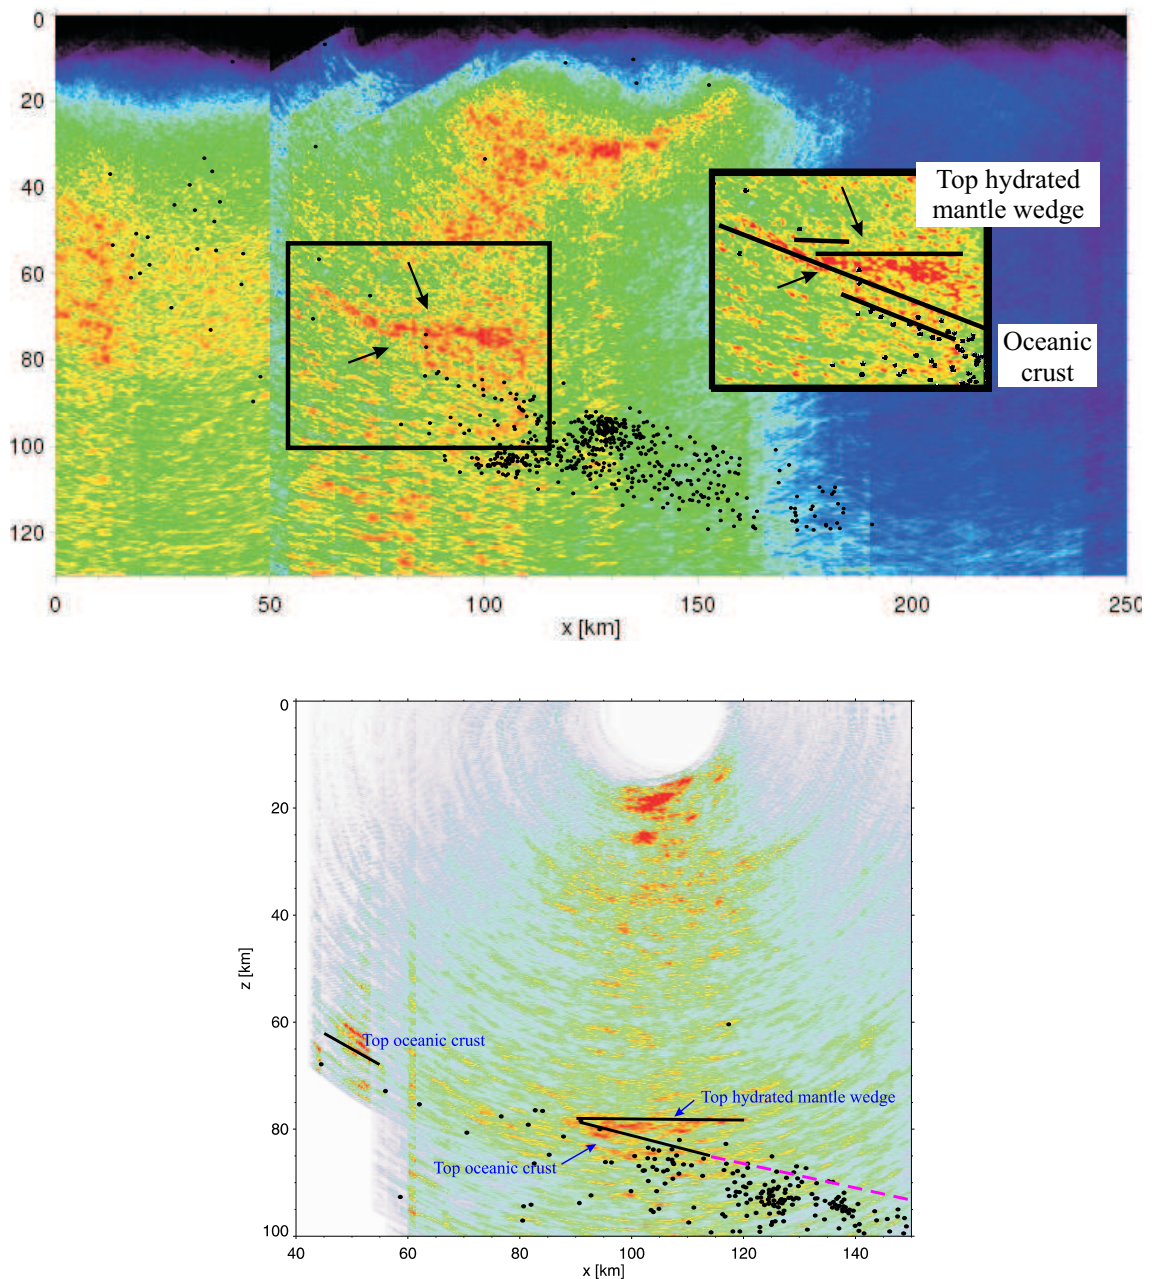 0
20
40
60
80
100
120
Top hydrated
mantle wedge
Oceanic
crust
0 50 100 150 200 250
x [km]
0
20
40
60
80
100
z [km]
Top oceanic crust
Top hydrated mantle wedge
Top oceanic crust
40 60 80 100 120 140
x [km]